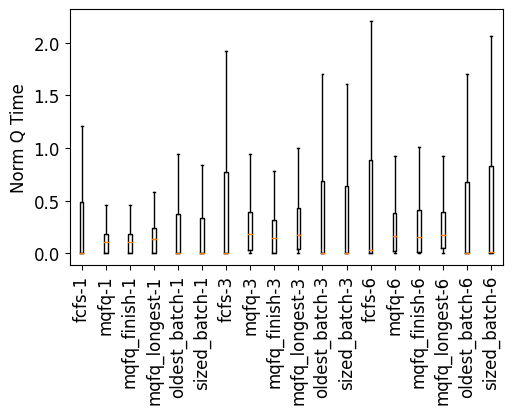 Norm Q Time
2.0
1.5
1.0
0.5
0.0
fcfs-1
mqfq-1
mqfq_finish-1
mqfq_longest-1
oldest_batch-1
sized_batch-1
fcfs-3
mqfq-3
mqfq_finish-3
mqfq_longest-3
oldest_batch-3
sized_batch-3
fcfs-6
mqfq-6
mqfq_finish-6
mqfq_longest-6
oldest_batch-6
sized_batch-6